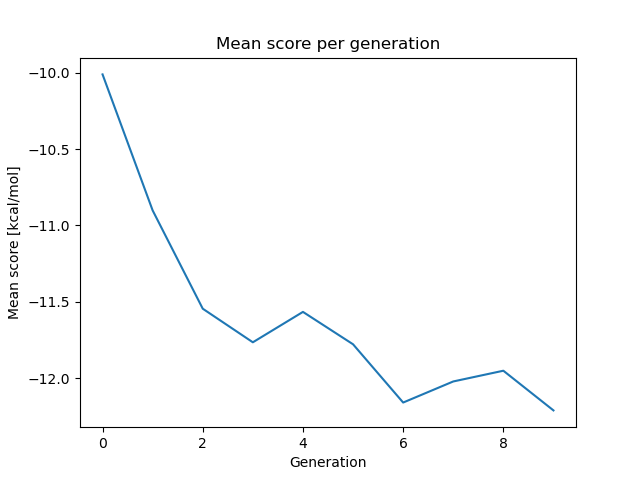 Mean score per generation
−10.0
−10.5
−11.0
−11.5
−12.0
Mean score [kcal/mol]
0 2 4 6 8
Generation